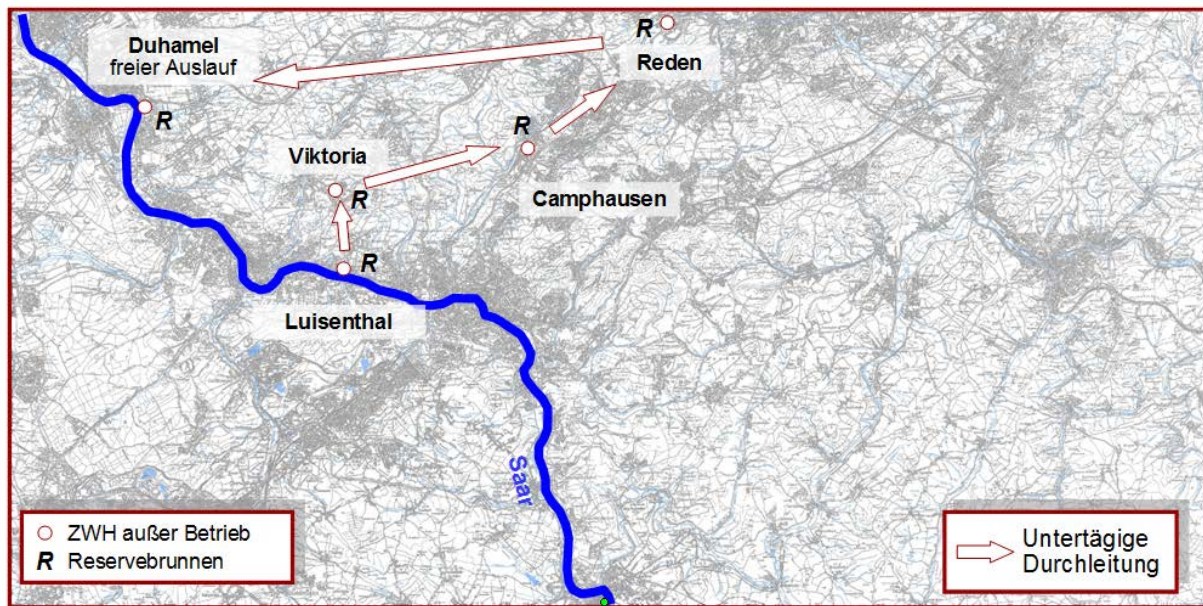 Duhamel
freier Auslauf
R
Reden
R
R
Viktoria
R
Camphausen
R
Luisenthal
Saar
ZWH außer Betrieb
R Reservebrunnen
Untertägige
Durchleitung